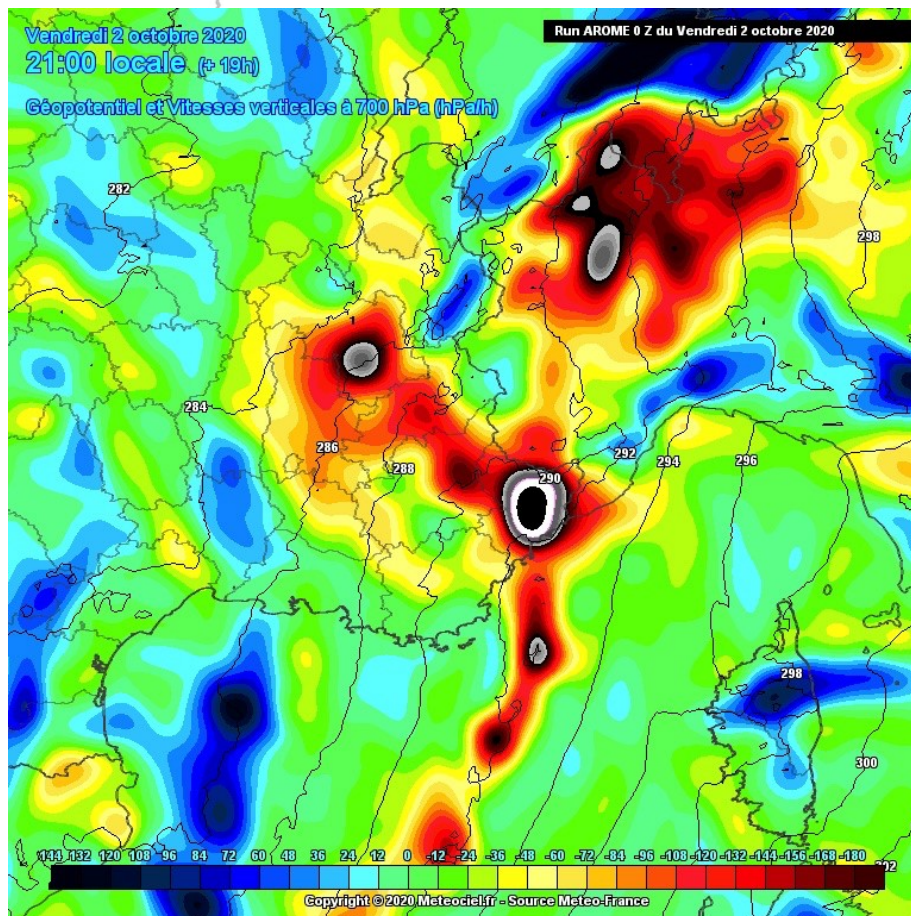 Vendredi 2 octobre 2020
Run AROME 0 Z du Vendredi 2 octobre 2020
21:00 locale (+ 19h)
Géopotentiel et Vitesses verticales à 700 hPa (hPa/h)
282
298
284
286
288
290
292
294
296
298
300
144 132 120 108 96 84 72 60 48 36 24 12 0 -12 -24 -36 -48 -60 -72 -84 -96 -108 -120 -132 -144 -156 -168 -180
302
Copyright © 2020 Meteociel.fr - Source Meteo-France